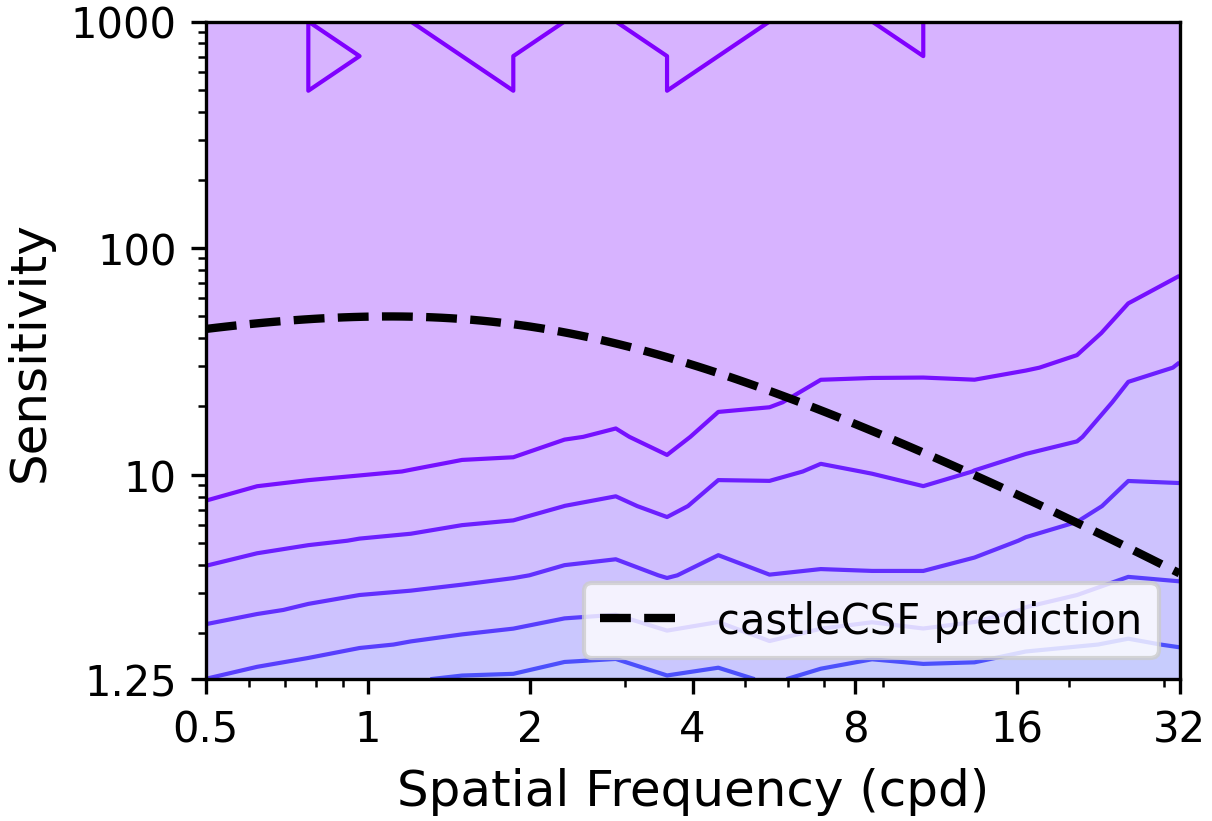 1000
100
10
1.25
Sensitivity
castleCSF prediction
0.5 1 2 4 8 16 32
Spatial Frequency (cpd)